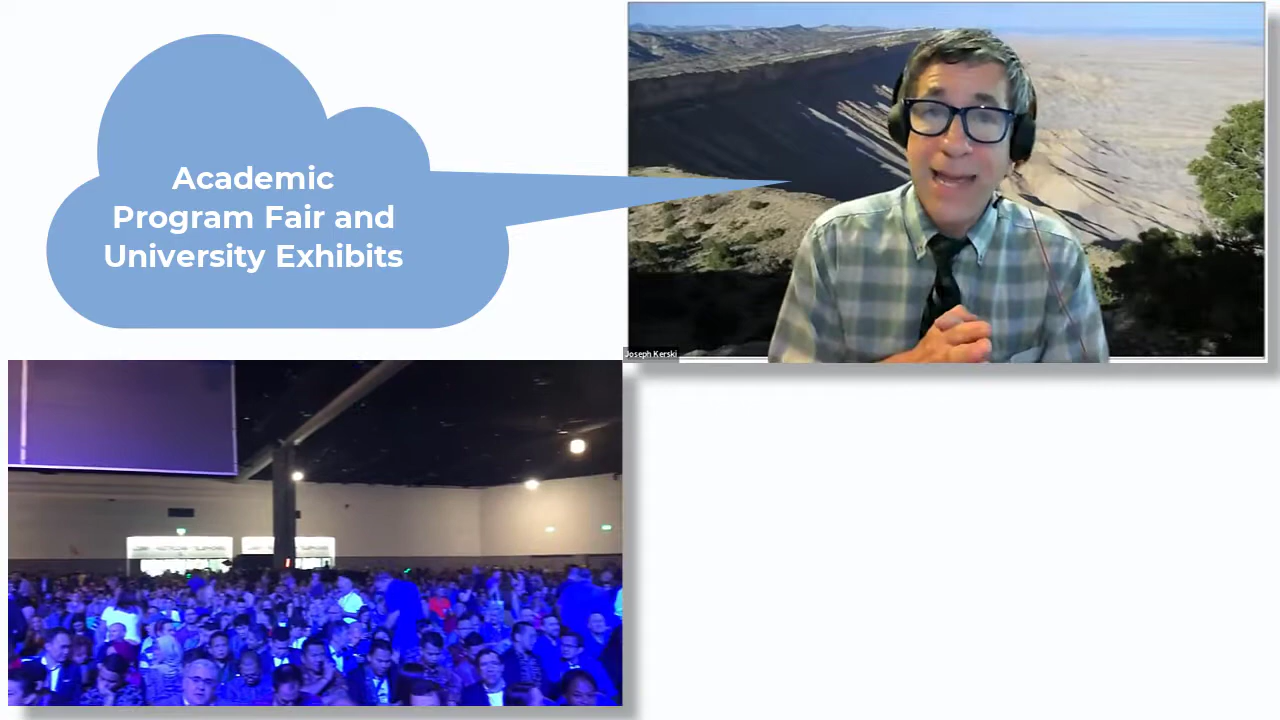 Academic
Program Fair and
University Exhibits
Joseph Kerski